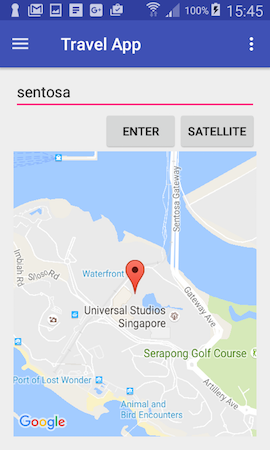 100% 15:45
Travel App
sentosa
ENTER SATELLITE
Sentosa Gateway
Imbiah Rd
Siloso Rd
Waterfront
Gateway Ave
Universal Studios
Singapore
Serapong Golf Course
Artillery Ave
Port of Lost Wonder
Animal and
Bird Encounters
Google